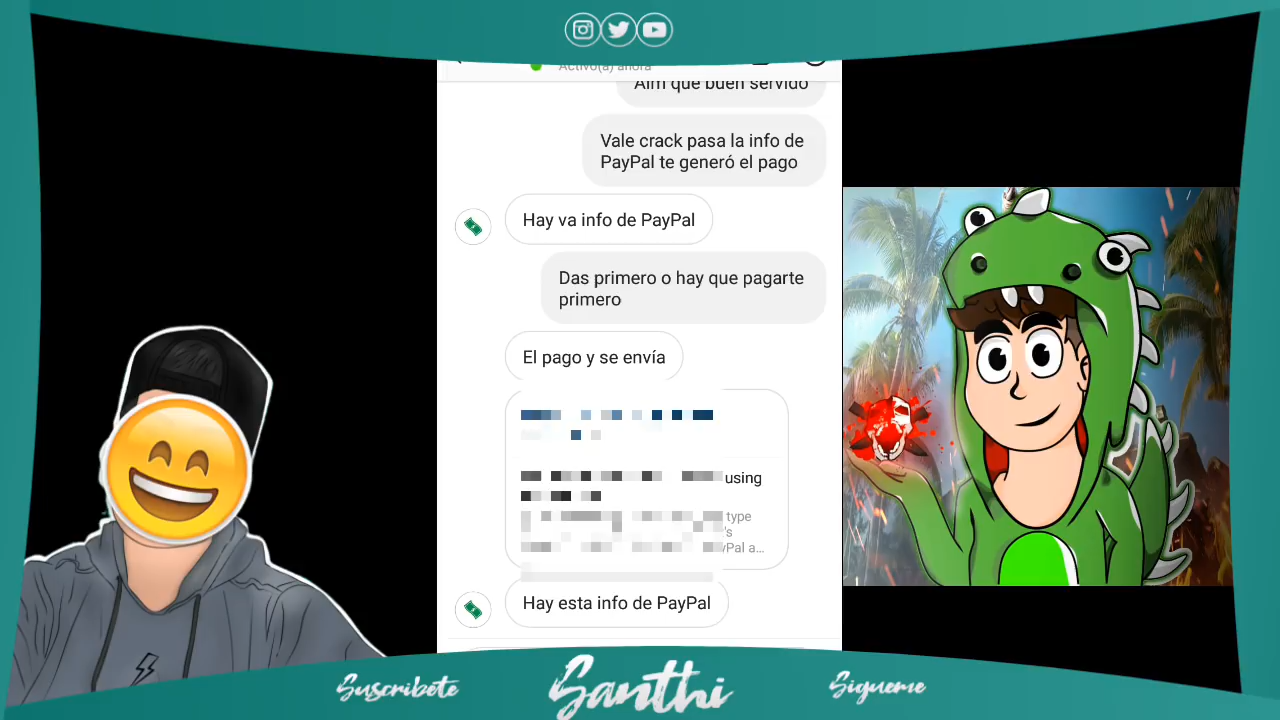 Activo(a) ahora
que buen servido
Vale crack pasa la info de
PayPal te generó el pago
Hay va info de PayPal
Das primero o hay que pagarte
primero
El pago y se envía
using
type
's
Pal a...
Hay esta info de PayPal
Suscribete
Santhi
Sigueme